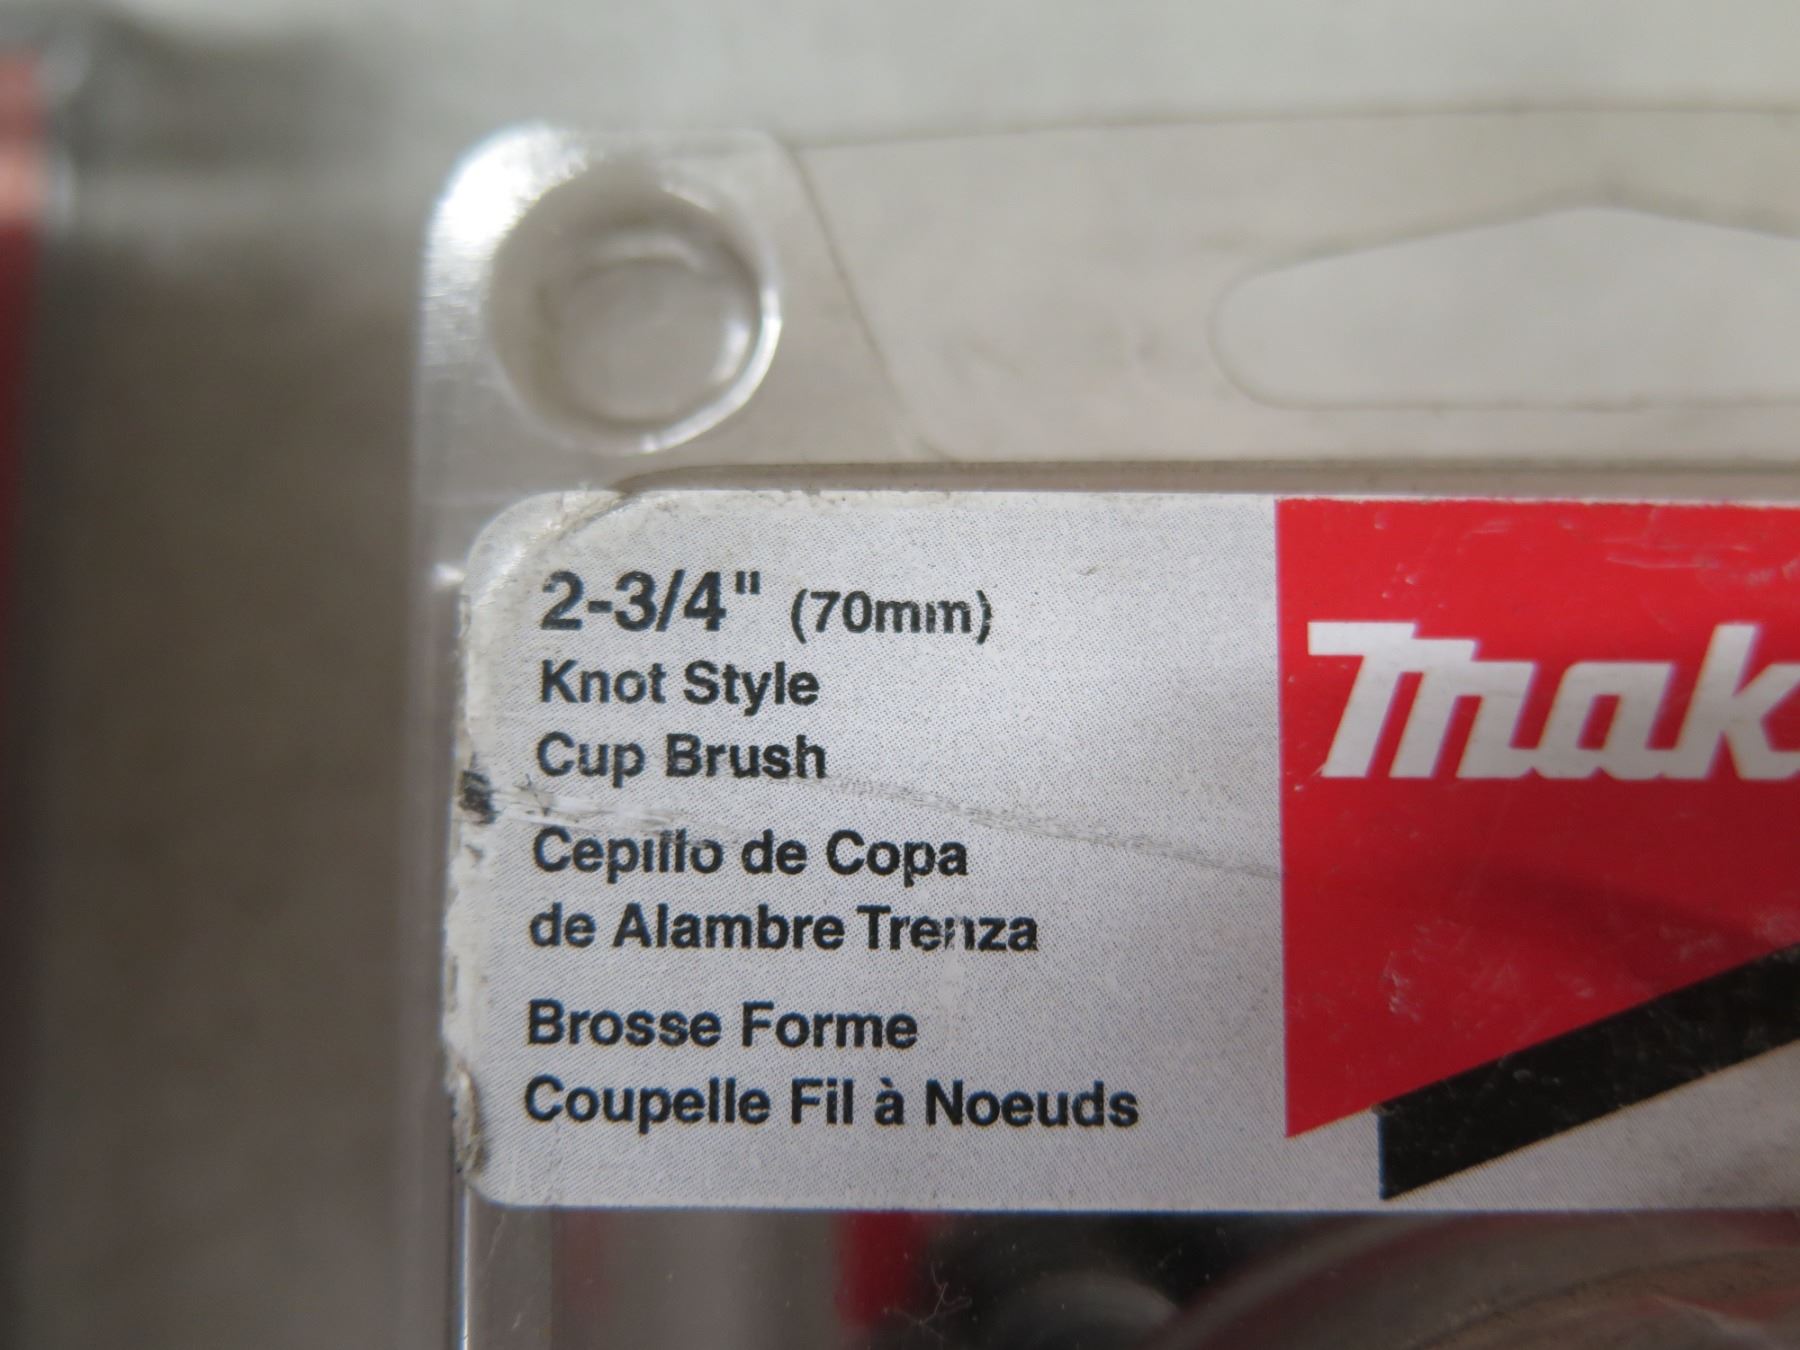 2-3/4" (70mm)
Knot Style
Cup Brush
Cepillo de Copa
de Alambre Trenza
Brosse Forme
Coupelle Fil à Noeuds
mak